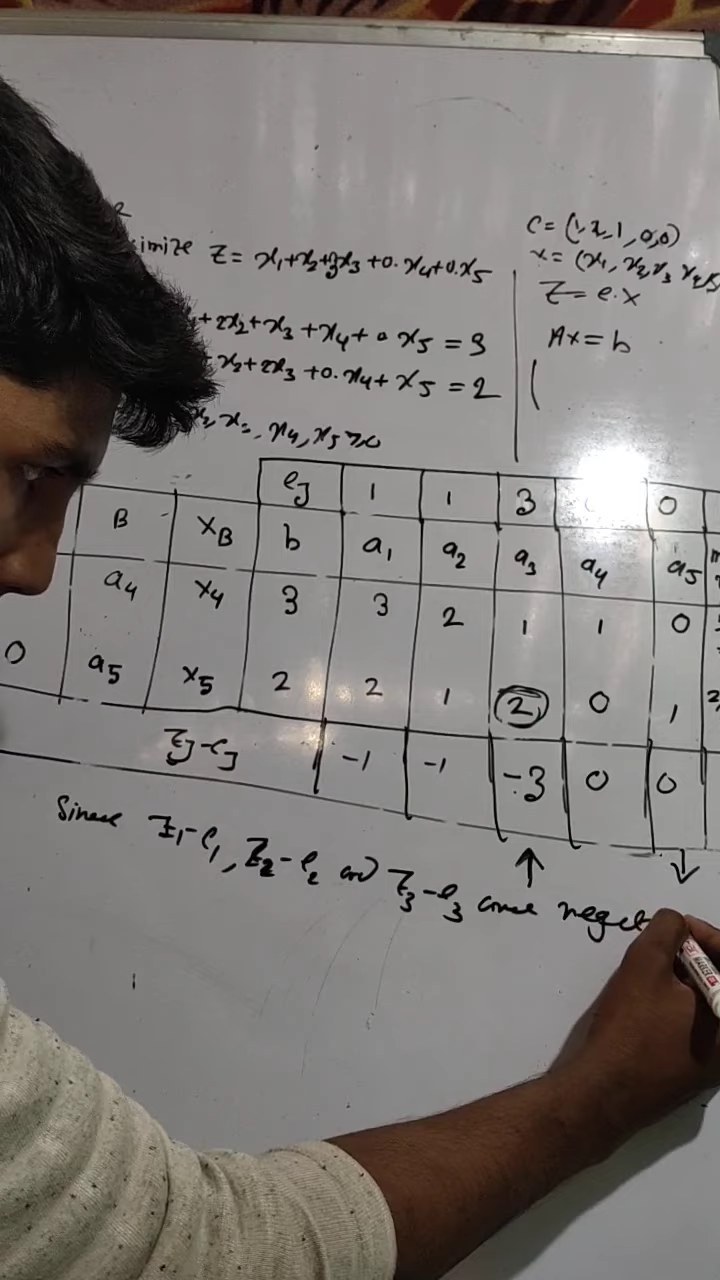 imize Z = x₁+x₂+3x₃+0.x₄+0.x₅
+2x₂+x₃+x₄+0 x₅ = 3
x₂+2x₃+0.x₄+x₅ = 2
x₄, x₅ ≥0
C = (1,1,0,0)
x = (x₁, x₂,x₃
Z = c.x
Ax = b
(
cJ 1 1 3 0
B xB b a₁ a₂ a₃ a₄ a₅
a₄ x₄ 3 3 2 1 1 0
0 a₅ x₅ 2 2 1 2 0 1
ZJ-cJ -1 -1 -3 0 0
↑ ↓
Since Z₁-c₁, Z₂-c₂ and Z₃-c₃ are negat
MARKER